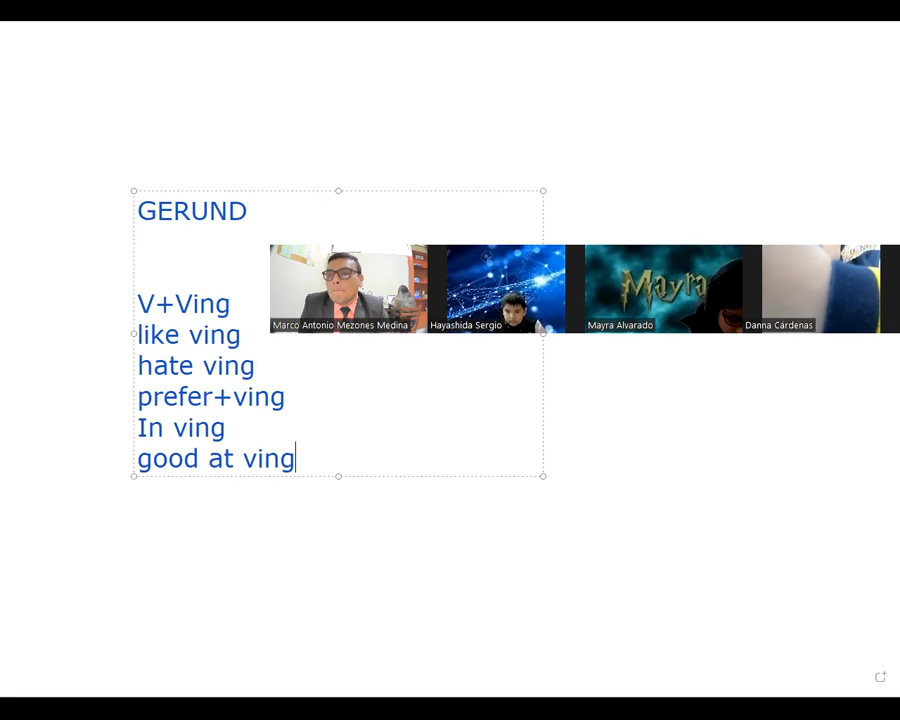 GERUND
V+Ving
like ving
hate ving
prefer+ving
In ving
good at ving
Marco Antonio Mezones Medina
Hayashida Sergio
Mayra
Mayra Alvarado
Danna Cárdenas